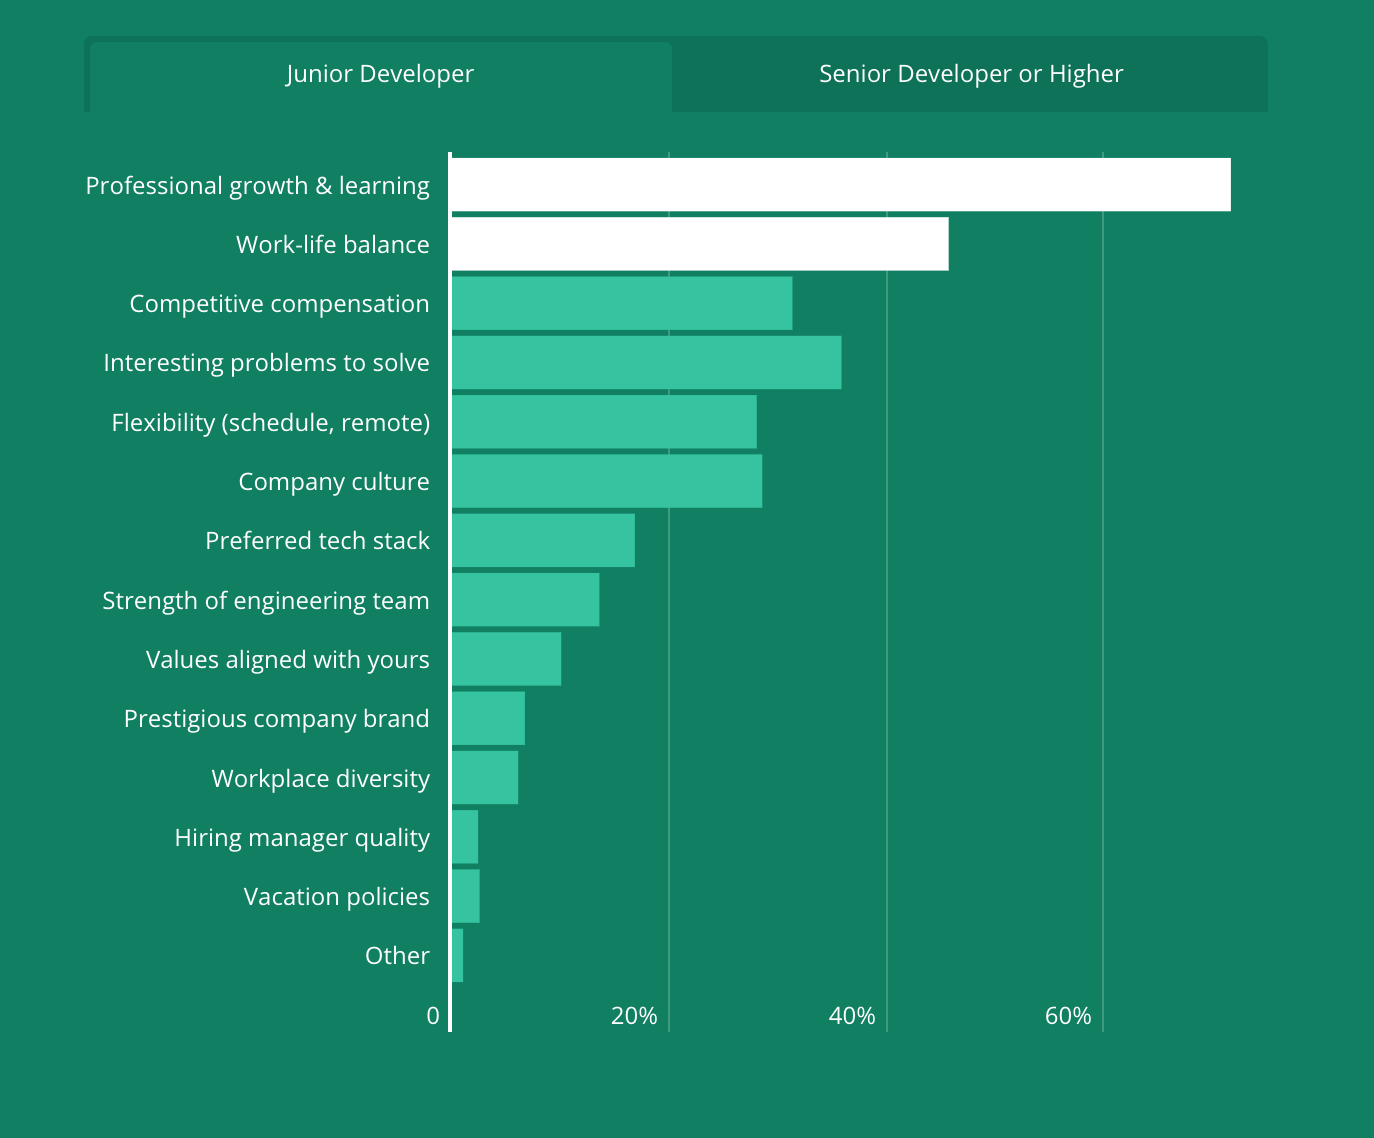 Junior Developer
Senior Developer or Higher
Professional growth & learning
Work-life balance
Competitive compensation
Interesting problems to solve
Flexibility (schedule, remote)
Company culture
Preferred tech stack
Strength of engineering team
Values aligned with yours
Prestigious company brand
Workplace diversity
Hiring manager quality
Vacation policies
Other
0 20% 40% 60%